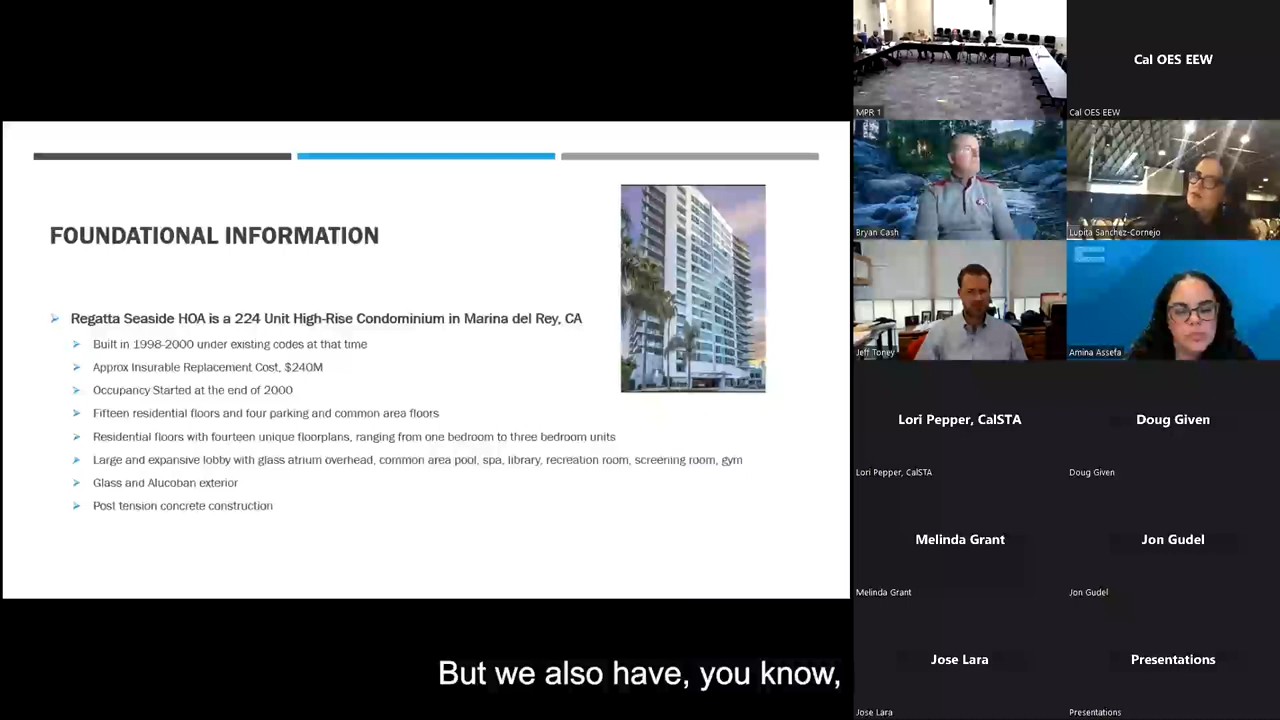 FOUNDATIONAL INFORMATION
Regatta Seaside HOA is a 224 Unit High-Rise Condominium in Marina del Rey, CA
Built in 1998-2000 under existing codes at that time
Approx Insurable Replacement Cost, $240M
Occupancy Started at the end of 2000
Fifteen residential floors and four parking and common area floors
Residential floors with fourteen unique floorplans, ranging from one bedroom to three bedroom units
Large and expansive lobby with glass atrium overhead, common area pool, spa, library, recreation room, screening room, gym
Glass and Alucoban exterior
Post tension concrete construction
But we also have, you know,
MPR 1
Cal OES EEW
Cal OES EEW
Bryan Cash
Lupita Sanchez-Cornejo
Jeff Toney
Amina Assefa
Lori Pepper, CalSTA
Lori Pepper, CalSTA
Doug Given
Doug Given
Melinda Grant
Melinda Grant
Jon Gudel
Jon Gudel
Jose Lara
Jose Lara
Presentations
Presentations